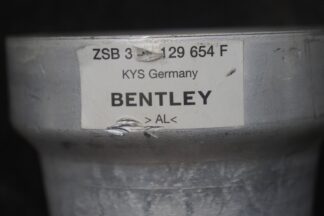 ZSB 3 129 654 F
KYS Germany
BENTLEY
> AL<